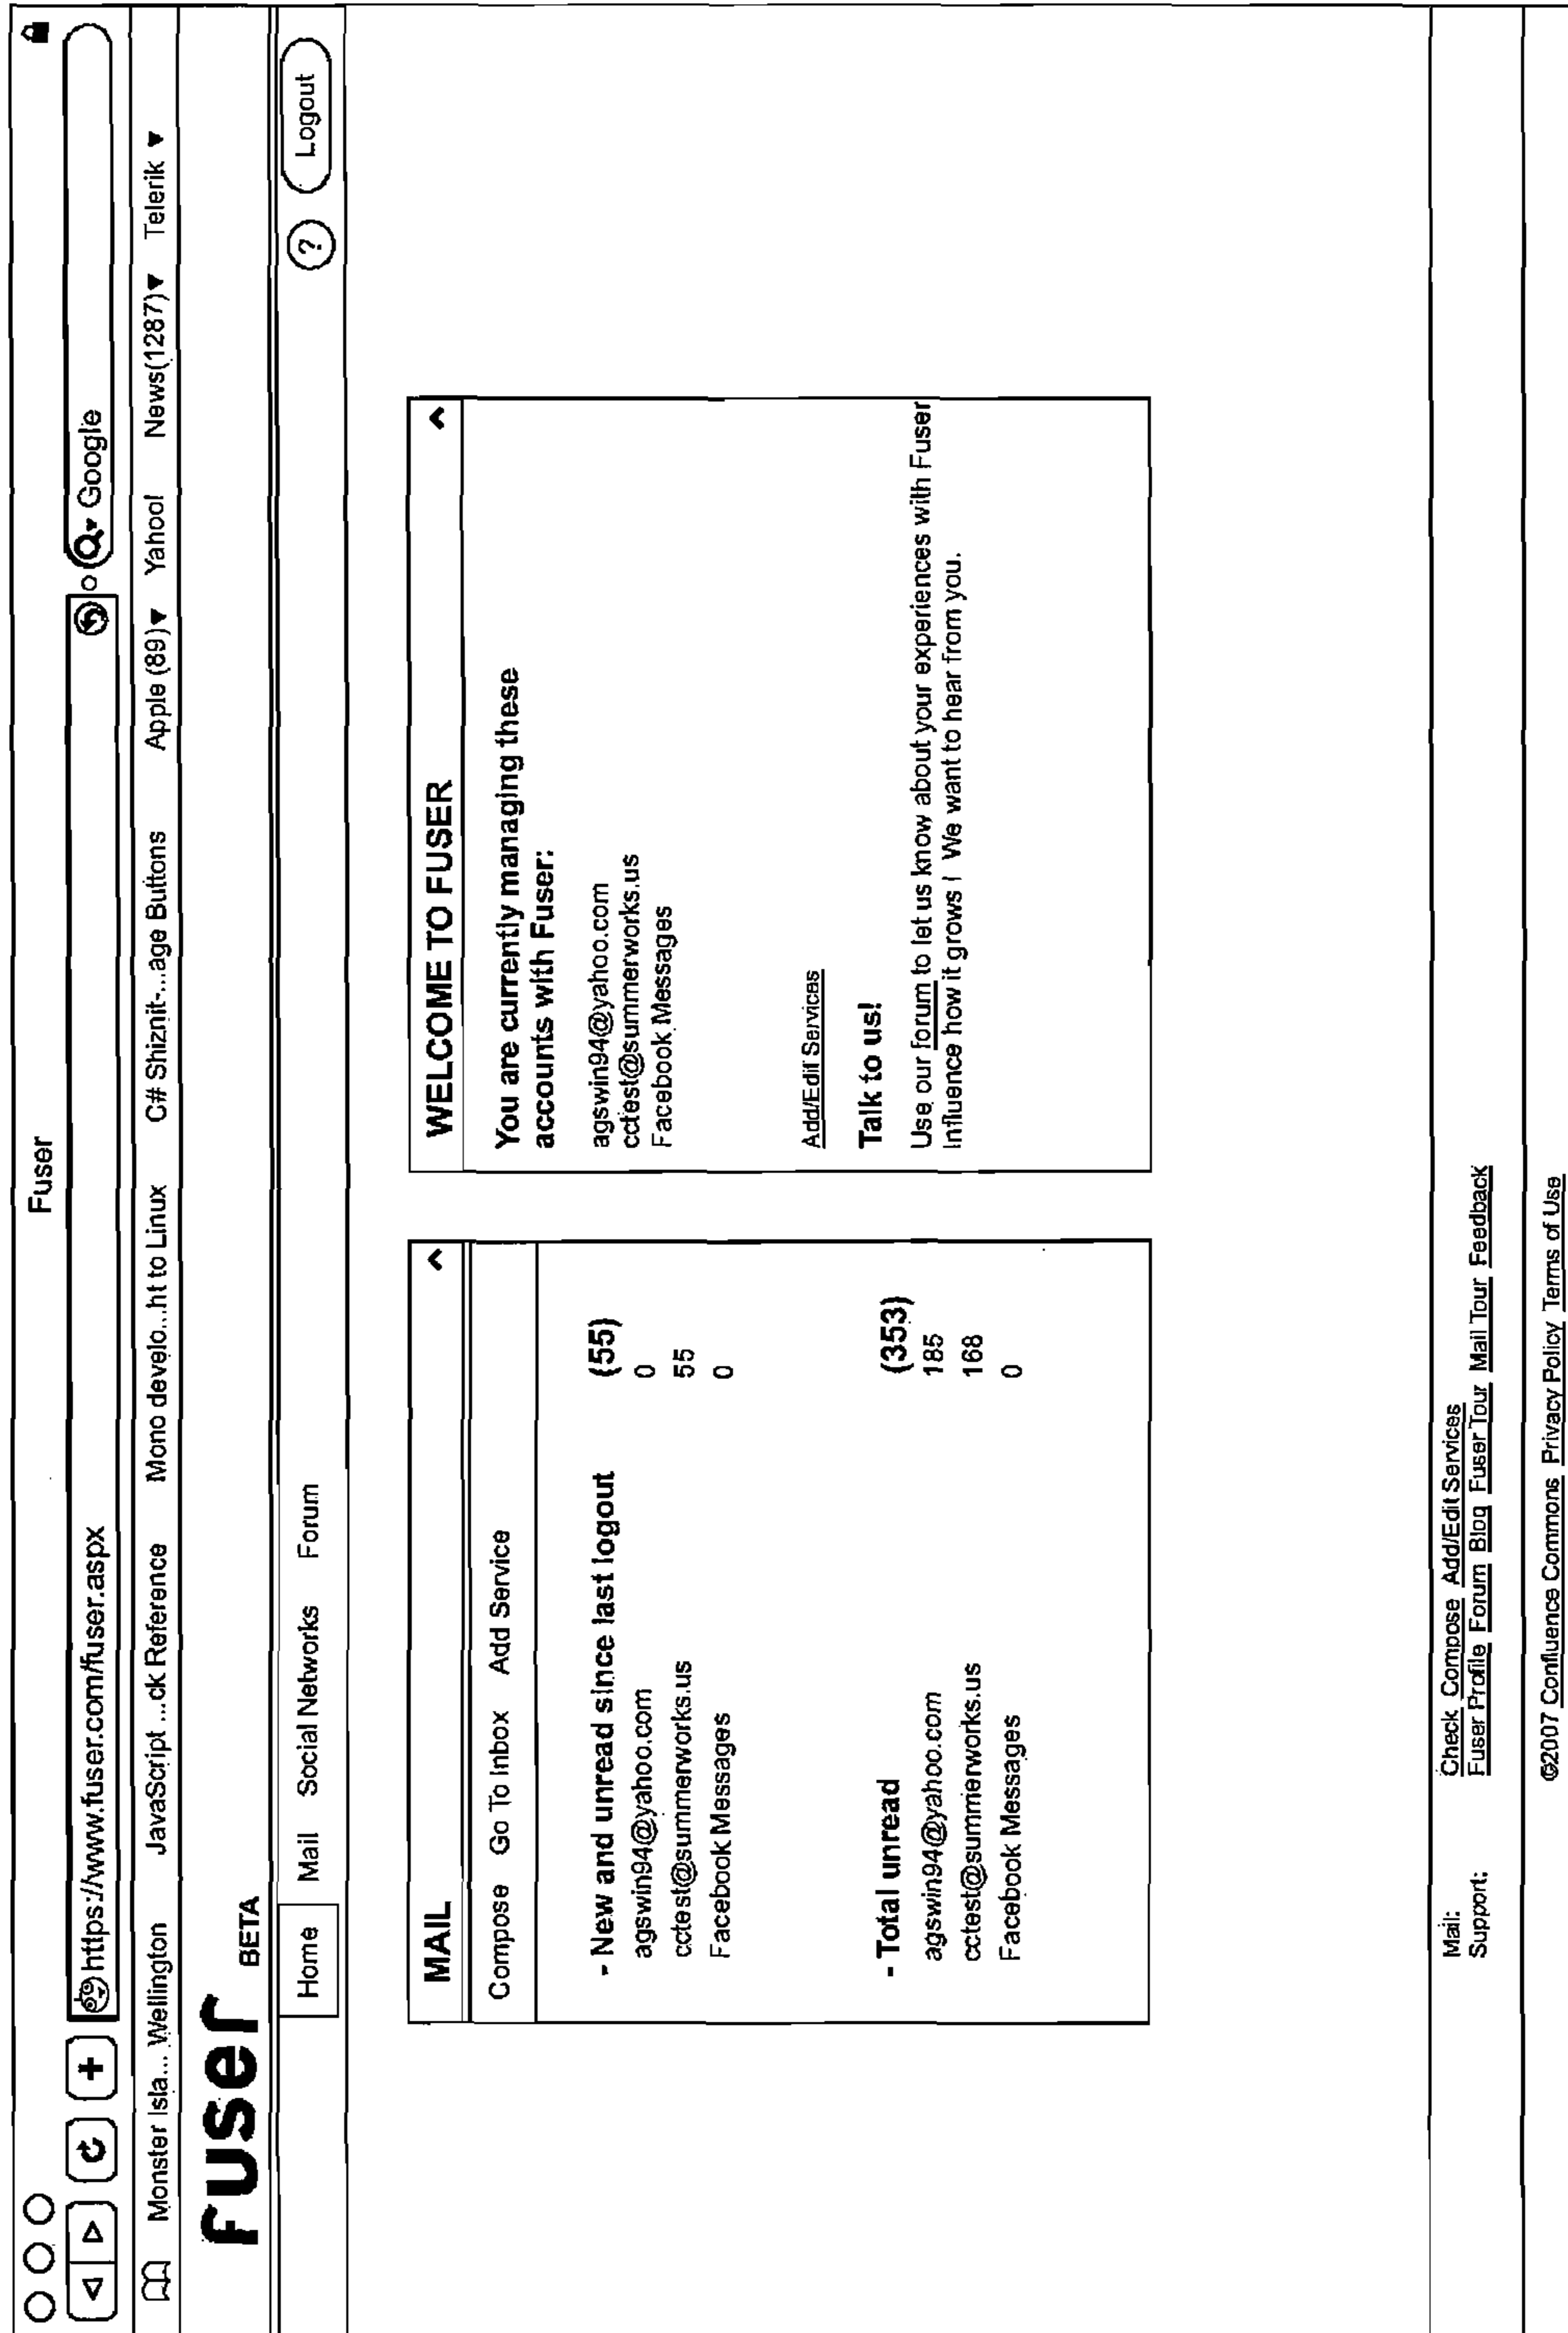 Fuser
https://www.fuser.com/fuser.aspx
Google
Monster Isla... Wellington JavaScript ...ck Reference Mono develo...ht to Linux C# Shiznit-...age Buttons Apple (89)▼ Yahoo! News(1287)▼ Telerik ▼
fuser BETA
Home Mail Social Networks Forum ? Logout
MAIL
Compose Go To Inbox Add Service
- New and unread since last logout (55)
agswin94@yahoo.com 0
cctest@summerworks.us 55
Facebook Messages 0
- Total unread (353)
agswin94@yahoo.com 185
cctest@summerworks.us 168
Facebook Messages 0
WELCOME TO FUSER
You are currently managing these
accounts with Fuser:
agswin94@yahoo.com
cctest@summerworks.us
Facebook Messages
Add/Edit Services
Talk to us!
Use our forum to let us know about your experiences with Fuser
Influence how it grows ! We want to hear from you.
Mail: Check Compose Add/Edit Services
Support: Fuser Profile Forum Blog Fuser Tour Mail Tour Feedback
©2007 Confluence Commons Privacy Policy Terms of Use